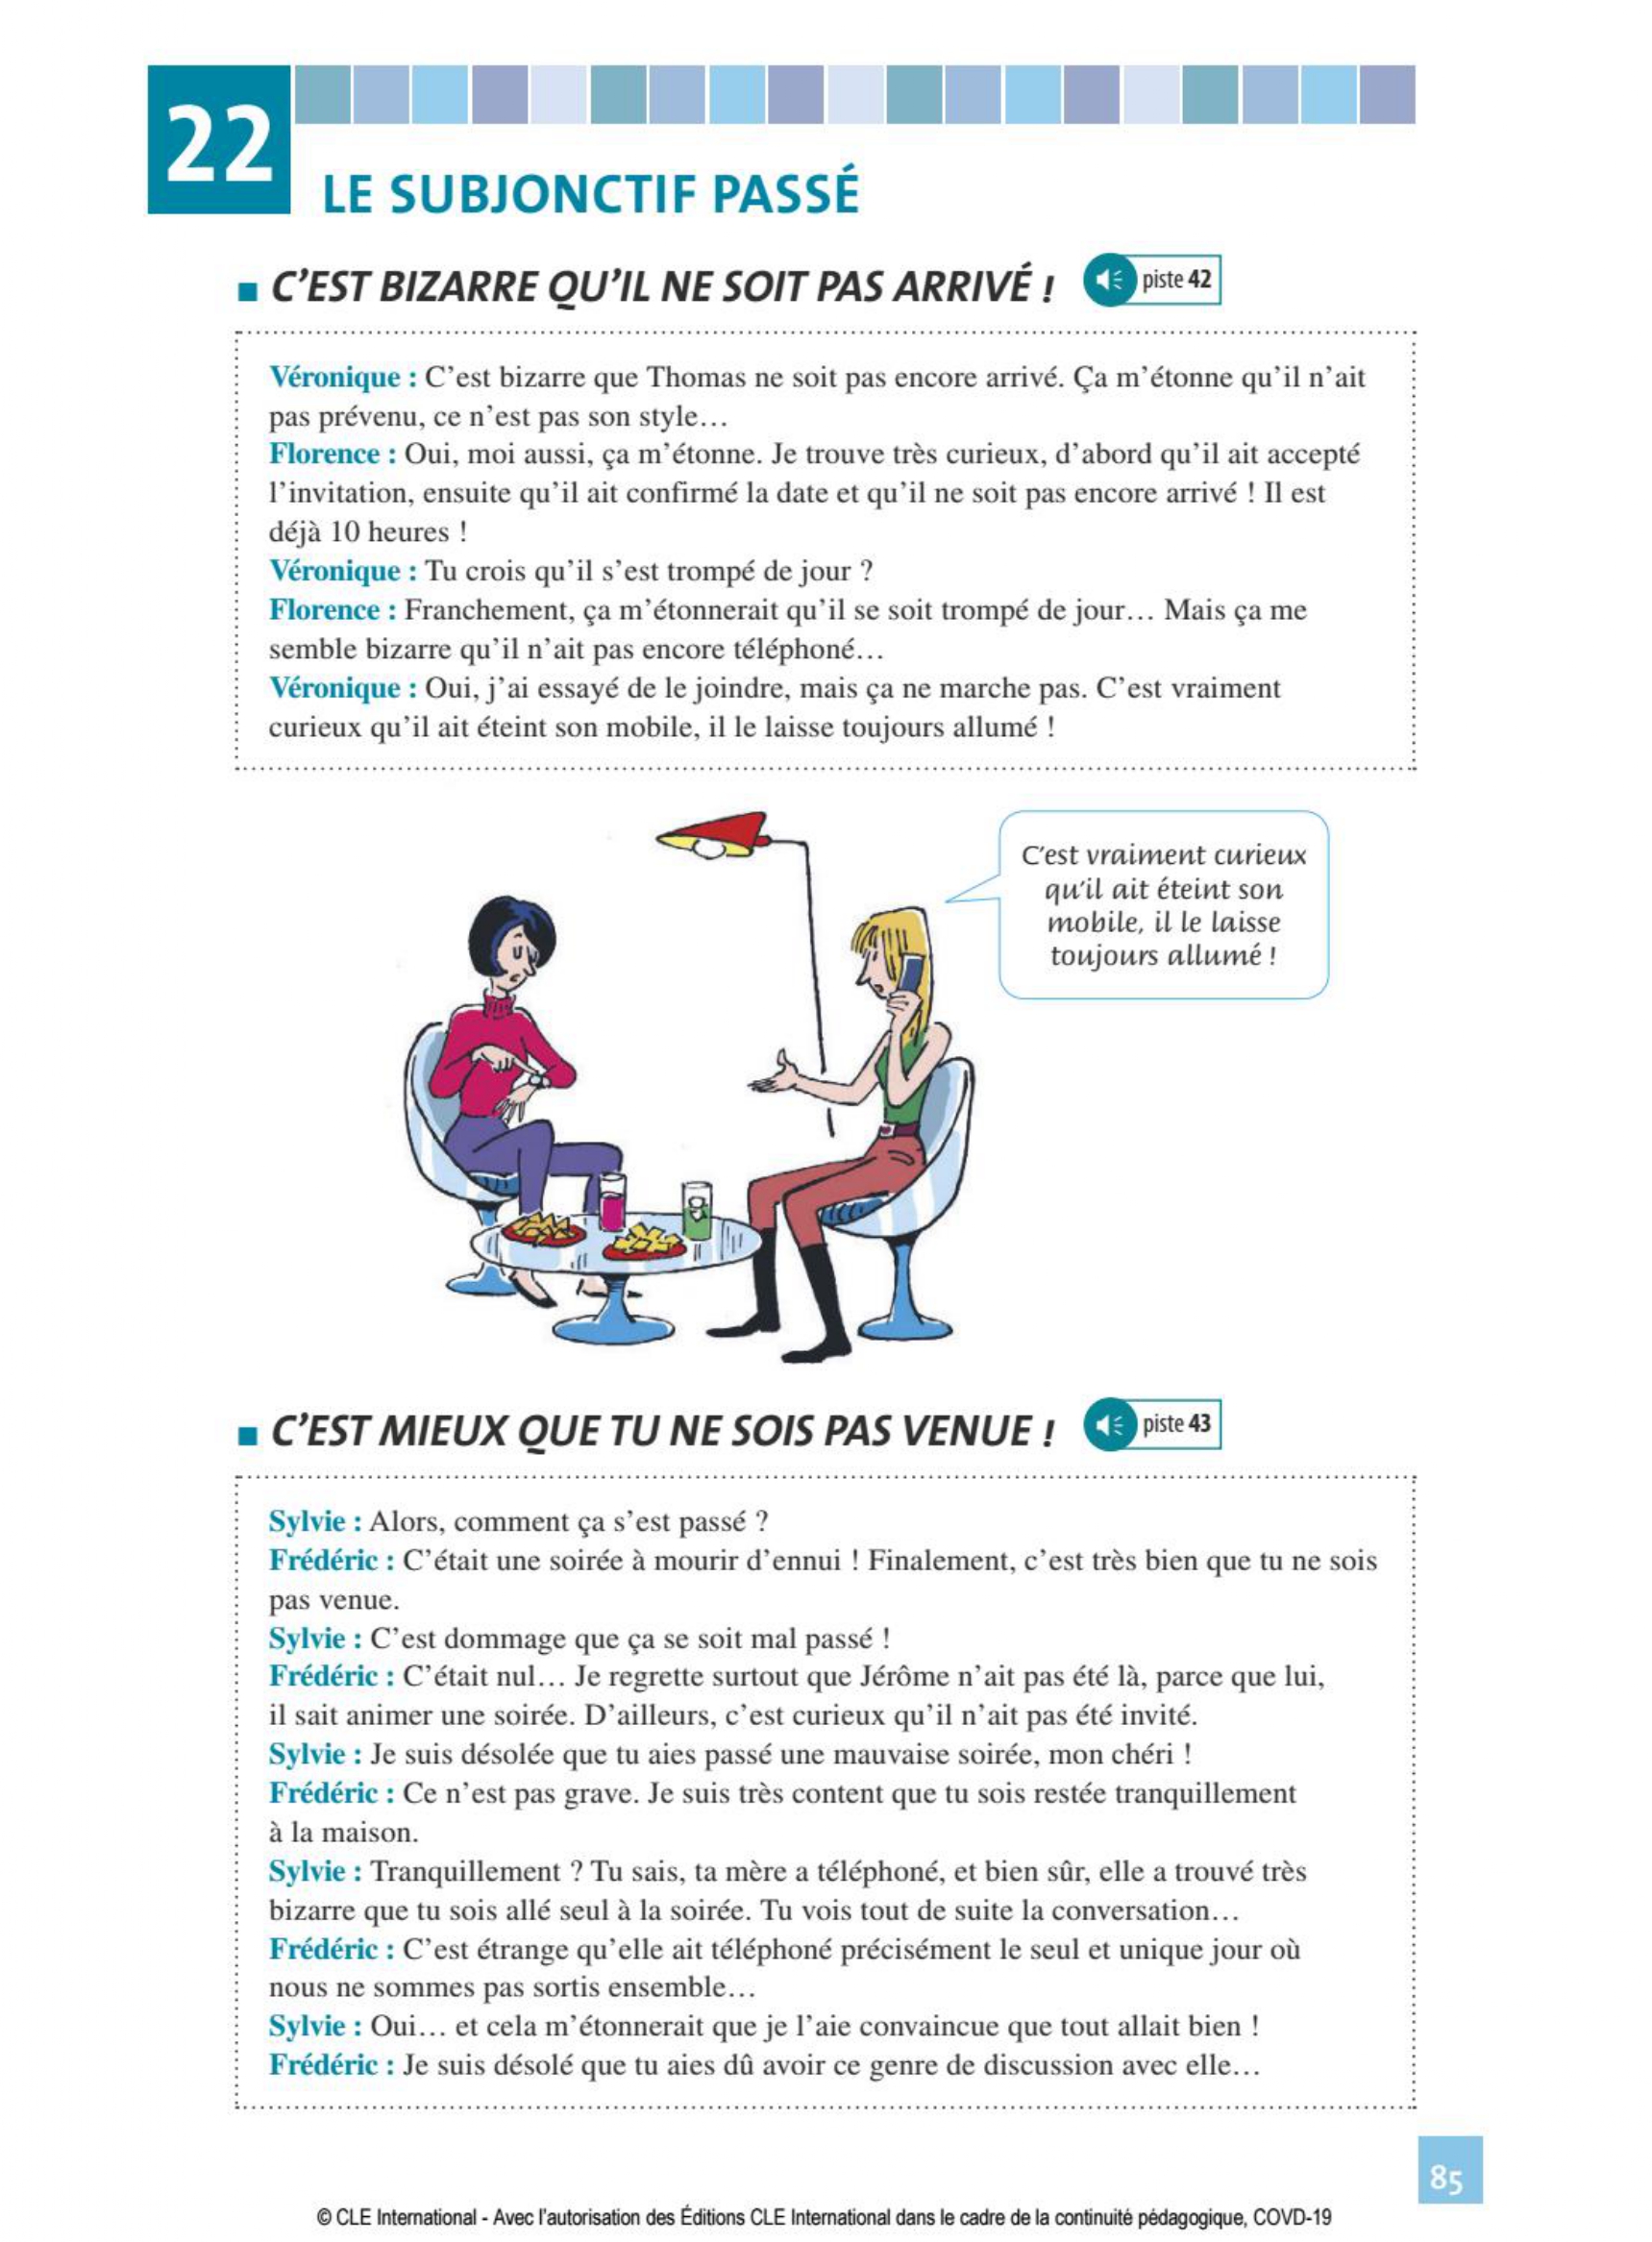 22
LE SUBJONCTIF PASSÉ
C'EST BIZARRE QU'IL NE SOIT PAS ARRIVÉ !
piste 42
Véronique : C'est bizarre que Thomas ne soit pas encore arrivé. Ça m'étonne qu'il n'ait
pas prévenu, ce n'est pas son style…
Florence : Oui, moi aussi, ça m'étonne. Je trouve très curieux, d'abord qu'il ait accepté
l'invitation, ensuite qu'il ait confirmé la date et qu'il ne soit pas encore arrivé ! Il est
déjà 10 heures !
Véronique : Tu crois qu'il s'est trompé de jour ?
Florence : Franchement, ça m'étonnerait qu'il se soit trompé de jour… Mais ça me
semble bizarre qu'il n'ait pas encore téléphoné…
Véronique : Oui, j'ai essayé de le joindre, mais ça ne marche pas. C'est vraiment
curieux qu'il ait éteint son mobile, il le laisse toujours allumé !
C'est vraiment curieux
qu'il ait éteint son
mobile, il le laisse
toujours allumé !
C'EST MIEUX QUE TU NE SOIS PAS VENUE !
piste 43
Sylvie : Alors, comment ça s'est passé ?
Frédéric : C'était une soirée à mourir d'ennui ! Finalement, c'est très bien que tu ne sois
pas venue.
Sylvie : C'est dommage que ça se soit mal passé !
Frédéric : C'était nul… Je regrette surtout que Jérôme n'ait pas été là, parce que lui,
il sait animer une soirée. D'ailleurs, c'est curieux qu'il n'ait pas été invité.
Sylvie : Je suis désolée que tu aies passé une mauvaise soirée, mon chéri !
Frédéric : Ce n'est pas grave. Je suis très content que tu sois restée tranquillement
à la maison.
Sylvie : Tranquillement ? Tu sais, ta mère a téléphoné, et bien sûr, elle a trouvé très
bizarre que tu sois allé seul à la soirée. Tu vois tout de suite la conversation…
Frédéric : C'est étrange qu'elle ait téléphoné précisément le seul et unique jour où
nous ne sommes pas sortis ensemble…
Sylvie : Oui… et cela m'étonnerait que je l'aie convaincue que tout allait bien !
Frédéric : Je suis désolé que tu aies dû avoir ce genre de discussion avec elle…
85
© CLE International - Avec l'autorisation des Éditions CLE International dans le cadre de la continuité pédagogique, COVD-19